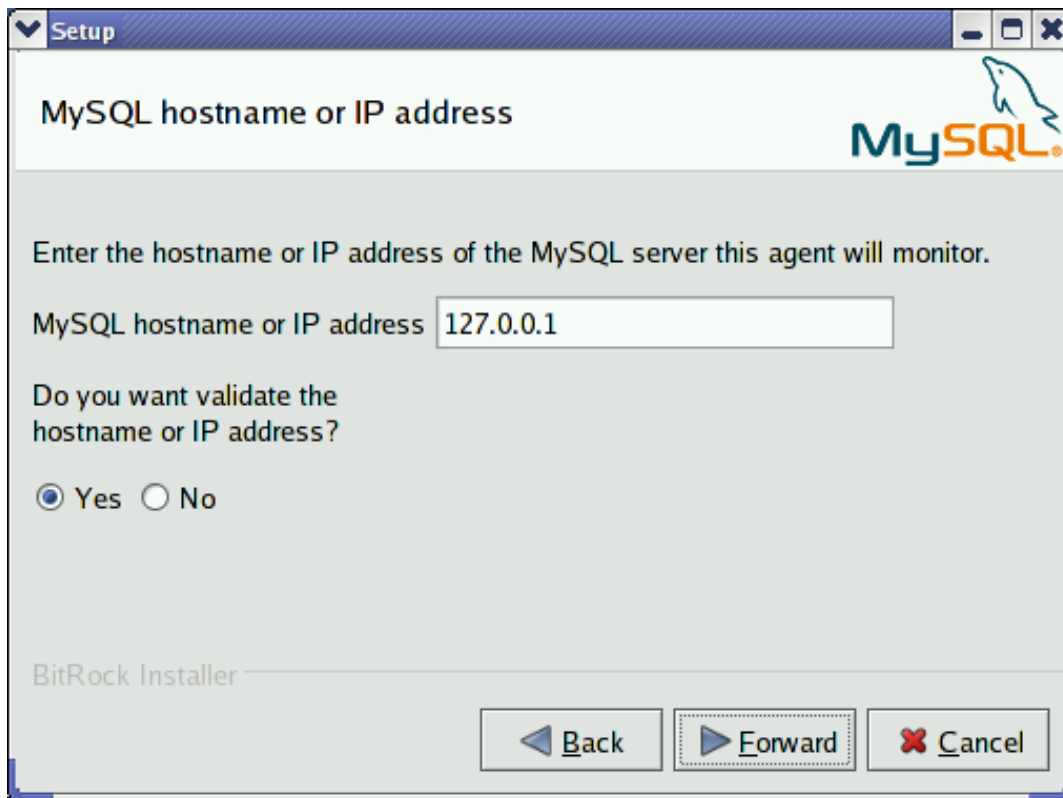 Setup
MySQL hostname or IP address
MySQL®
Enter the hostname or IP address of the MySQL server this agent will monitor.
MySQL hostname or IP address 127.0.0.1
Do you want validate the
hostname or IP address?
Yes No
BitRock Installer
Back Forward Cancel